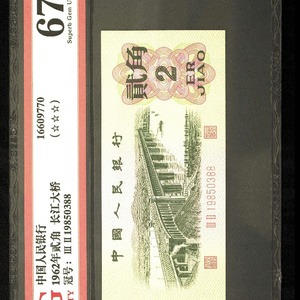 中国人民银行
1962年贰角 长江大桥
冠号：III II 19850388
16609770
(☆☆☆)
67
Superb Gem U
贰角
2
ER
JIAO
中國人民銀行
III II 19850388